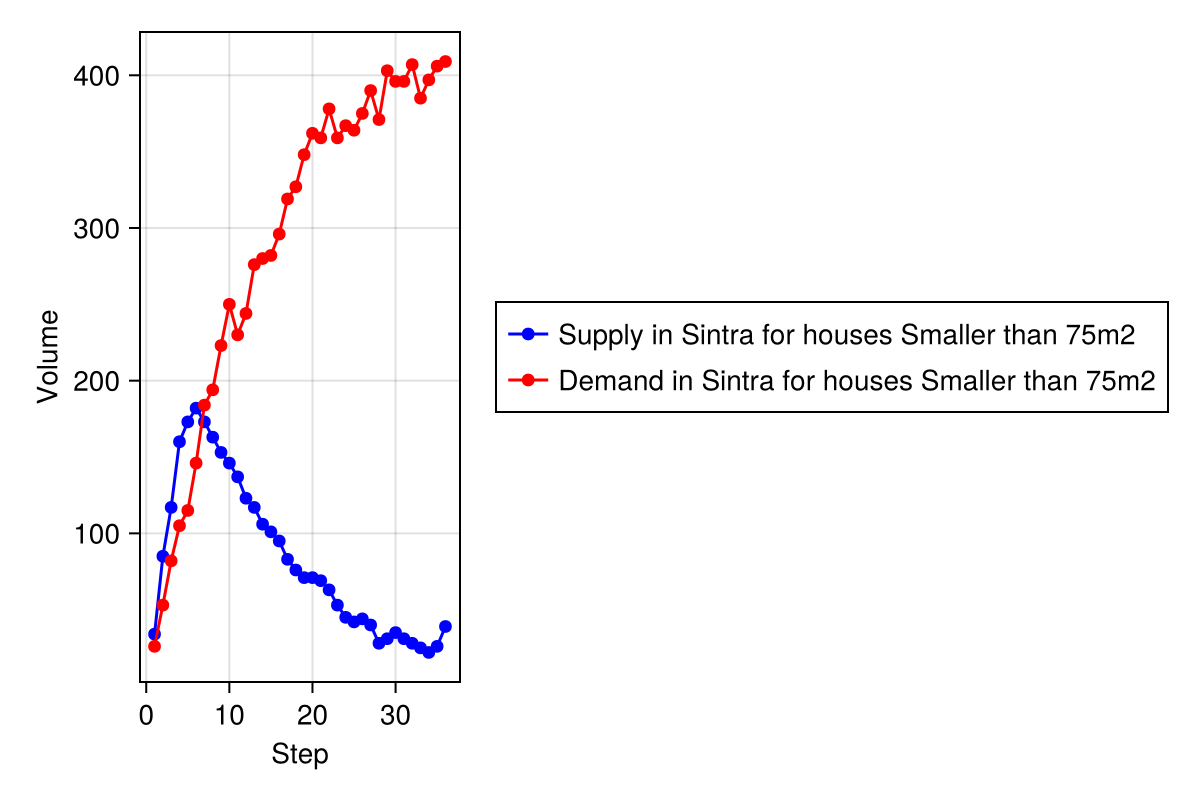 400
300
200
100
Volume
0 10 20 30
Step
Supply in Sintra for houses Smaller than 75m2
Demand in Sintra for houses Smaller than 75m2